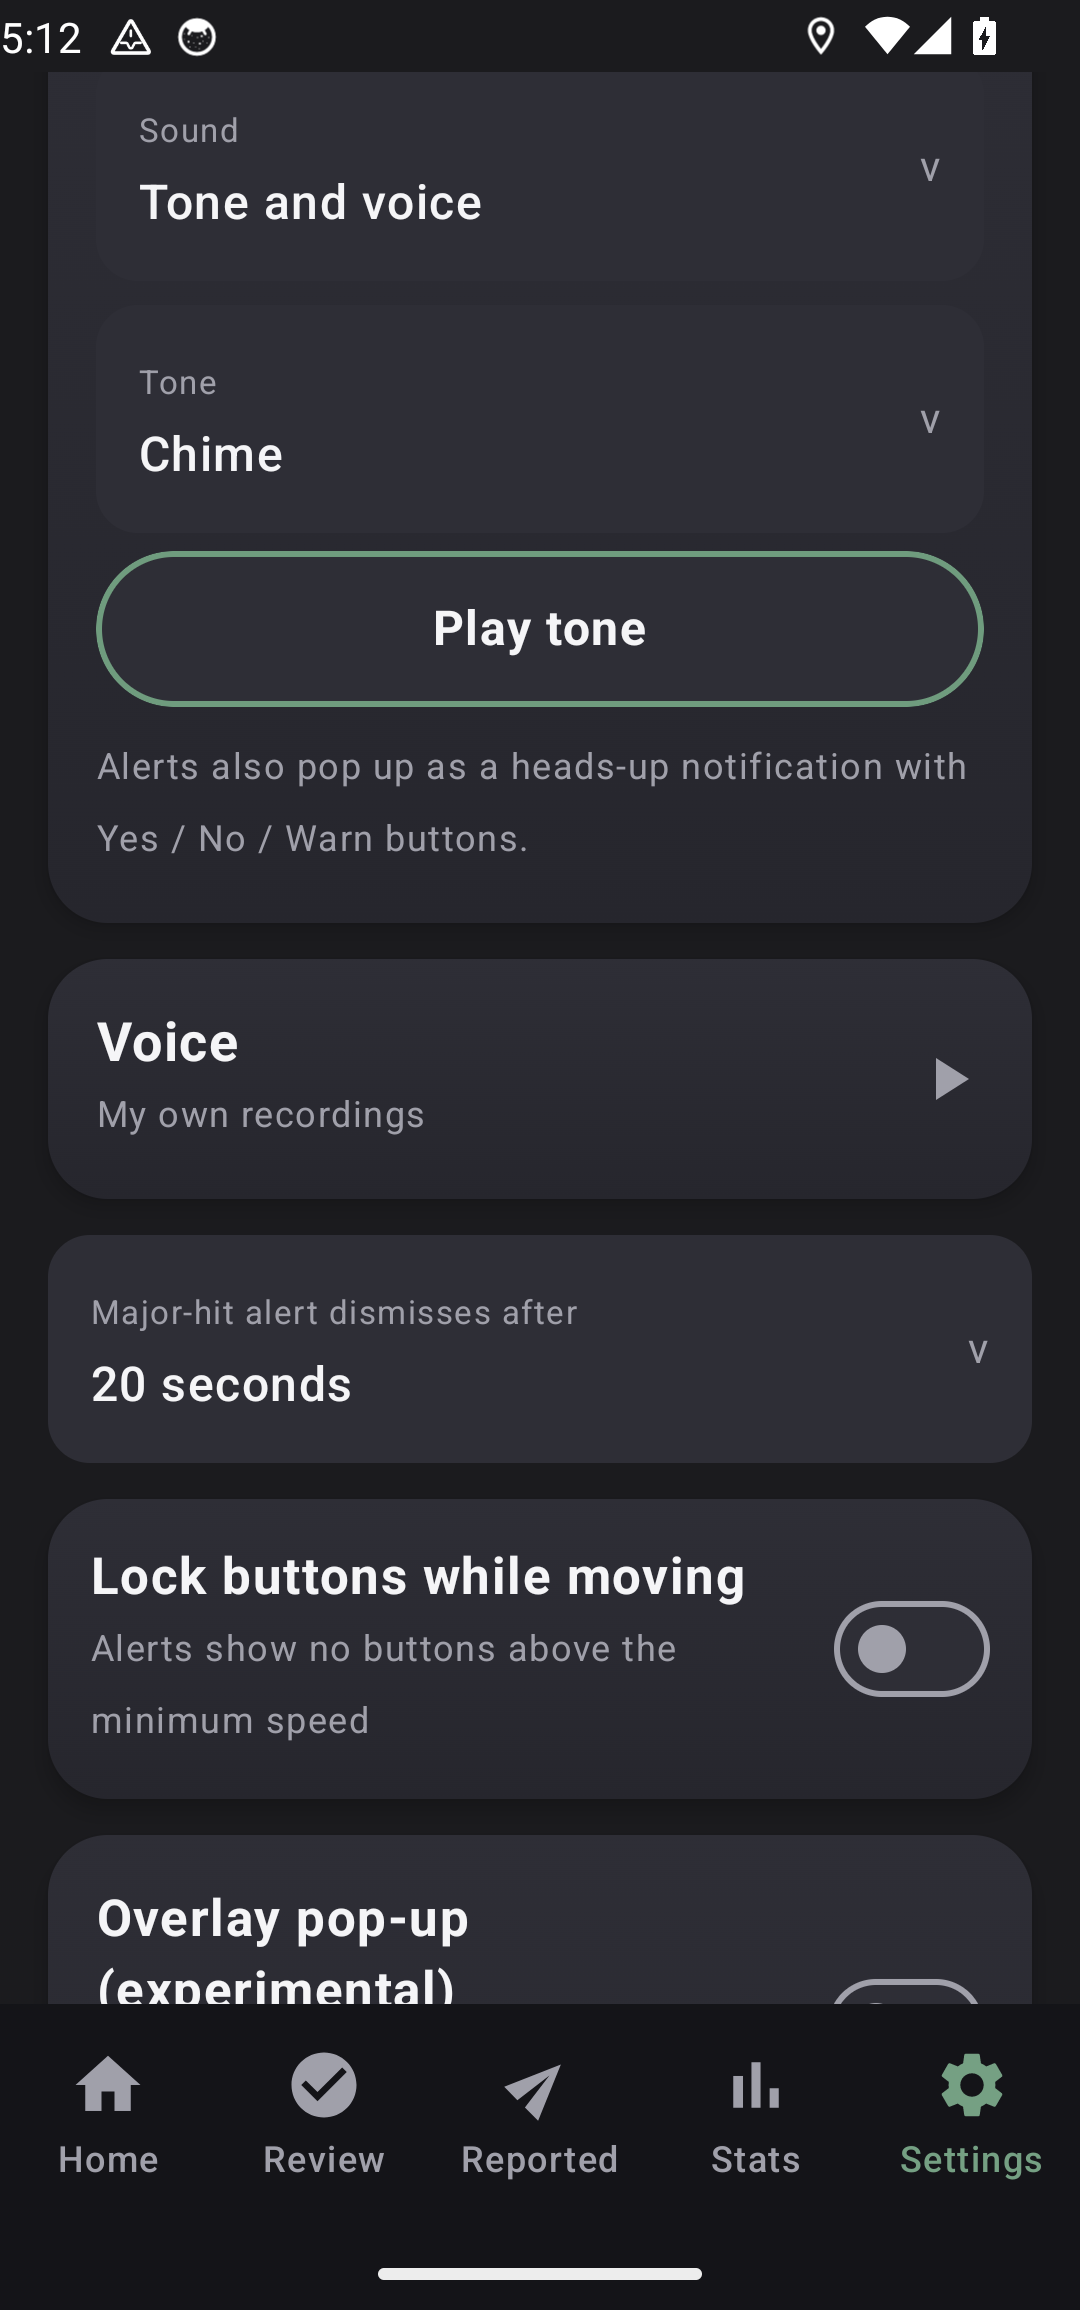 5:12
Sound
Tone and voice
v
Tone
Chime
v
Play tone
Alerts also pop up as a heads-up notification with
Yes / No / Warn buttons.
Voice
My own recordings
Major-hit alert dismisses after
20 seconds
v
Lock buttons while moving
Alerts show no buttons above the
minimum speed
Overlay pop-up
(experimental)
Home
Review
Reported
Stats
Settings